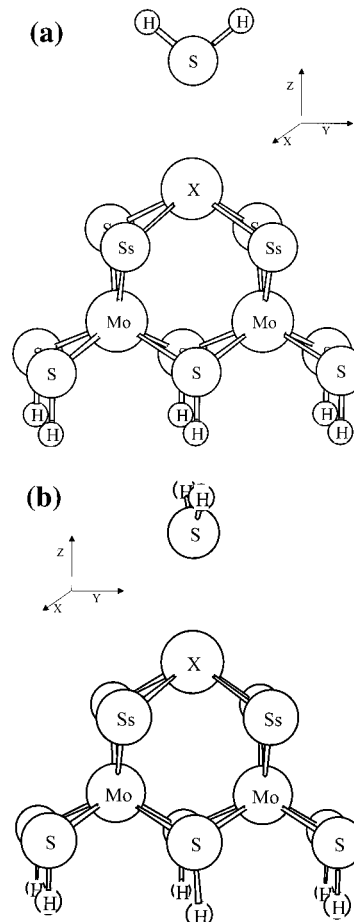 (a)
H H
S
Z
X Y
X
S S
Ss Ss
Mo Mo
S S S
S S S
H H H
H H H
(b)
(H (H)
S
Z
X Y
X
Ss Ss
Mo Mo
S S S
(H) (H) (H)
(H) H (H)